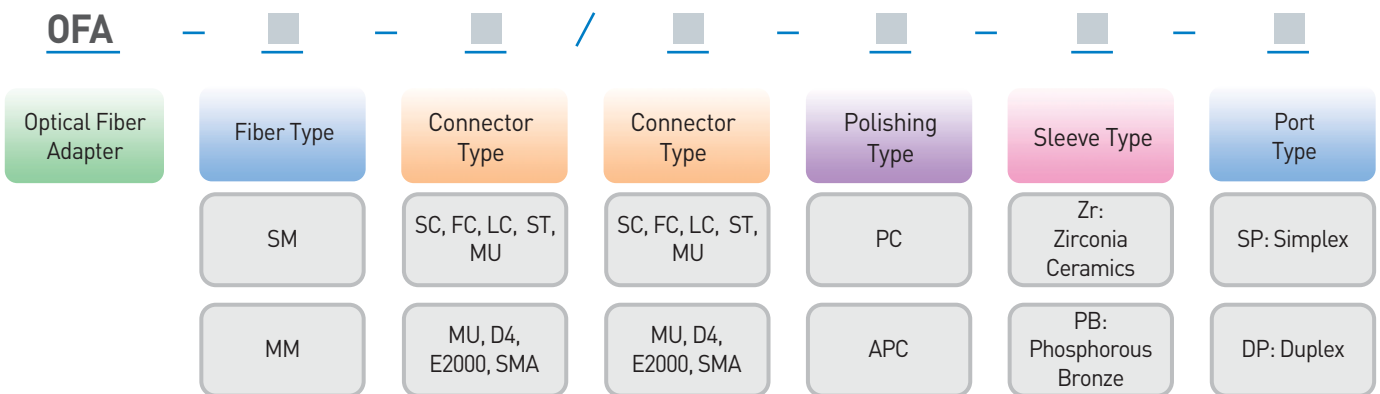 OFA – – / – – –
Optical Fiber
Adapter
Fiber Type
Connector
Type
Connector
Type
Polishing
Type
Sleeve Type
Port
Type
SM
SC, FC, LC, ST,
MU
SC, FC, LC, ST,
MU
PC
Zr:
Zirconia
Ceramics
SP: Simplex
MM
MU, D4,
E2000, SMA
MU, D4,
E2000, SMA
APC
PB:
Phosphorous
Bronze
DP: Duplex